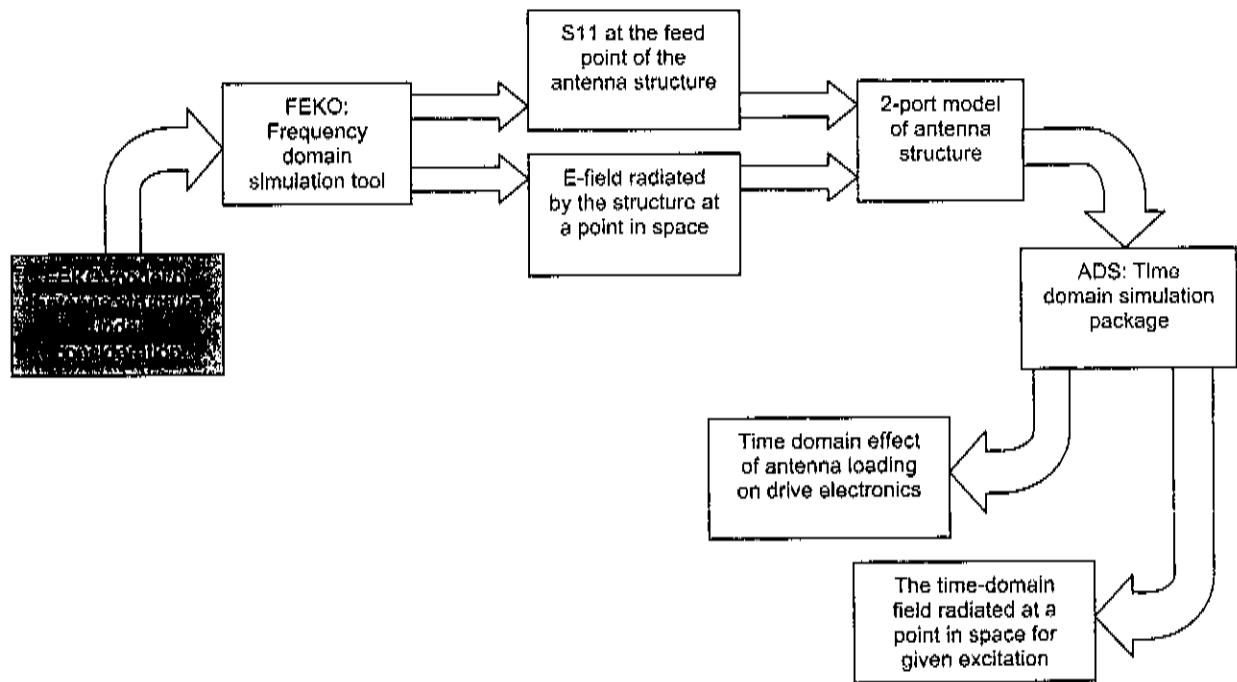 S11 at the feed
point of the
antenna structure
FEKO:
Frequency
domain
simulation tool
2-port model
of antenna
structure
E-field radiated
by the structure at
a point in space
ADS: Time
domain simulation
package
Time domain effect
of antenna loading
on drive electronics
The time-domain
field radiated at a
point in space for
given excitation